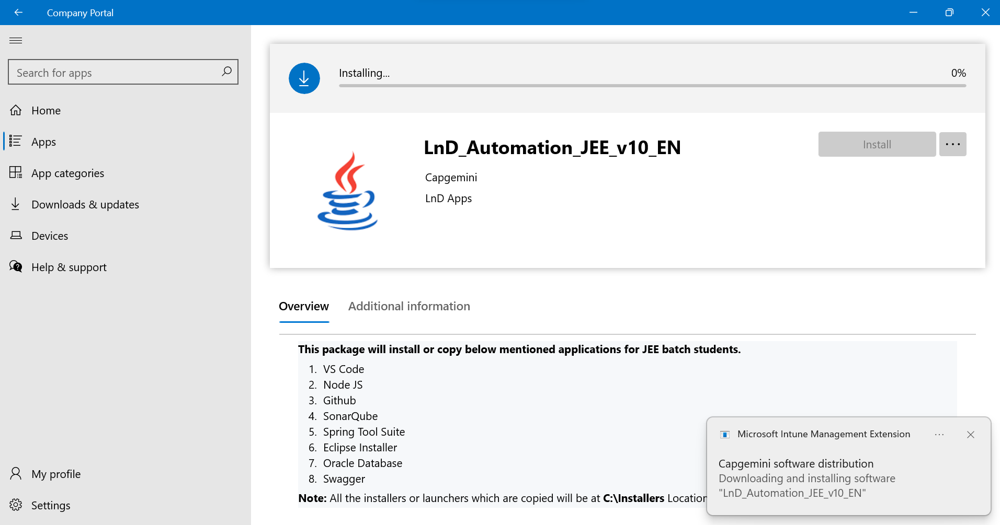 Company Portal
Search for apps
Home
Apps
App categories
Downloads & updates
Devices
Help & support
My profile
Settings
Installing...
0%
LnD_Automation_JEE_v10_EN
Install
Capgemini
LnD Apps
Overview
Additional information
This package will install or copy below mentioned applications for JEE batch students.
1. VS Code
2. Node JS
3. Github
4. SonarQube
5. Spring Tool Suite
6. Eclipse Installer
7. Oracle Database
8. Swagger
Note: All the installers or launchers which are copied will be at C:\Installers Location
Microsoft Intune Management Extension
Capgemini software distribution
Downloading and installing software
"LnD_Automation_JEE_v10_EN"